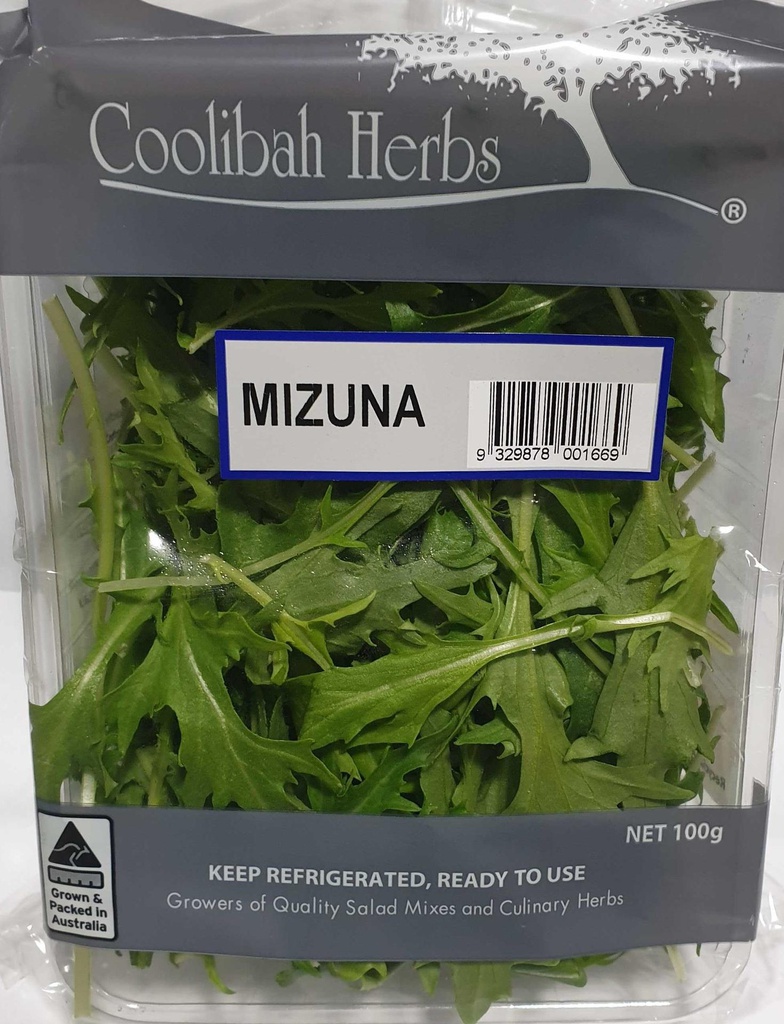 Coolibah Herbs
®
MIZUNA
9 329878 001669
NET 100g
KEEP REFRIGERATED, READY TO USE
Growers of Quality Salad Mixes and Culinary Herbs
Grown &
Packed in
Australia